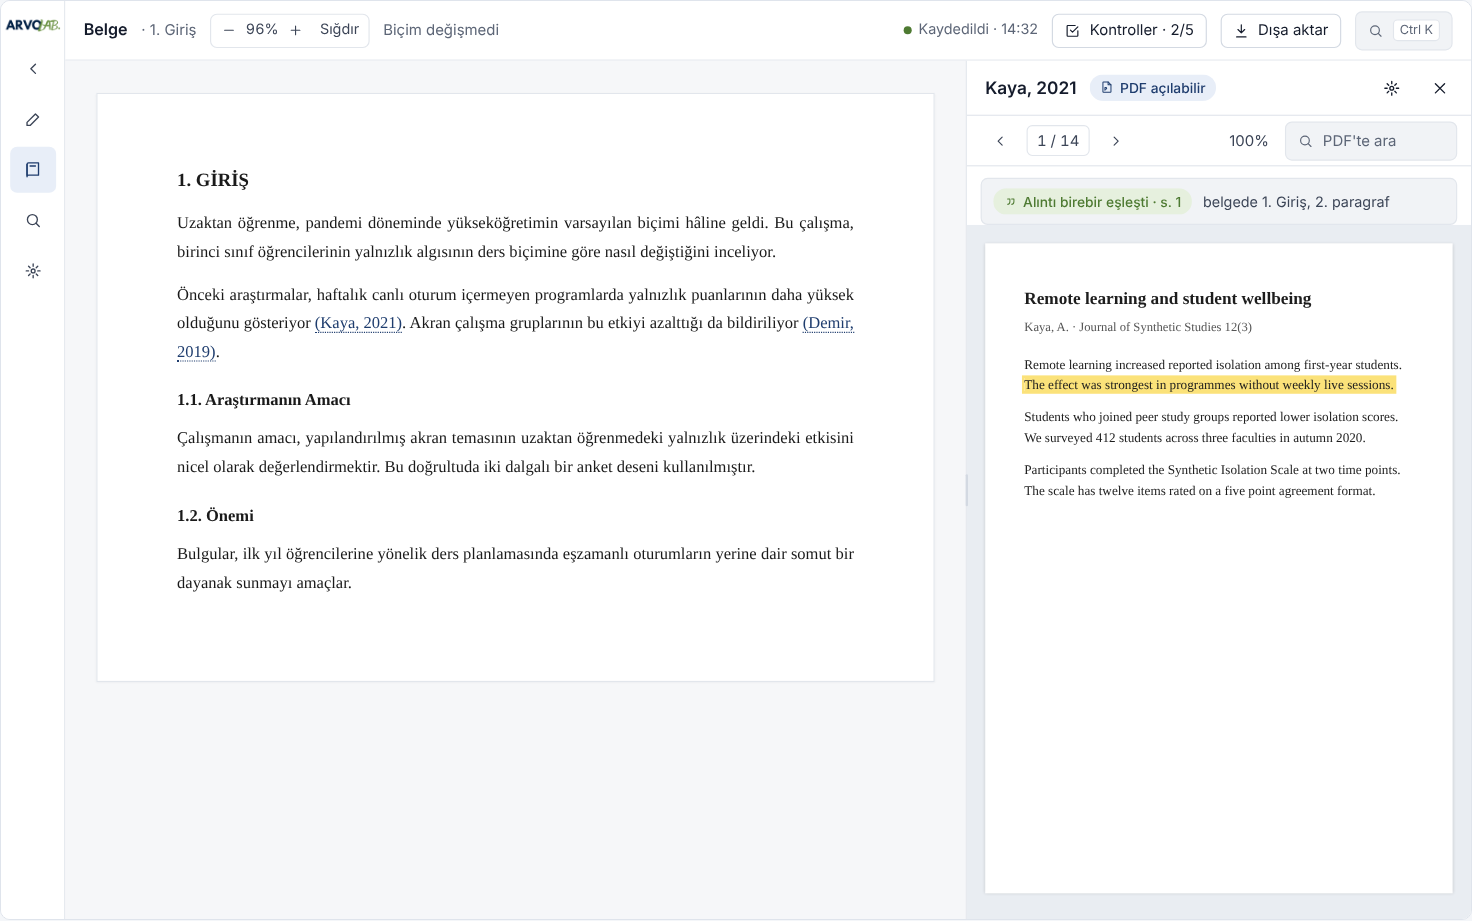 ARVOLAB.
Belge · 1. Giriş
− 96% + Sığdır
Biçim değişmedi
Kaydedildi · 14:32
Kontroller · 2/5
Dışa aktar
Ctrl K
1. GİRİŞ
Uzaktan öğrenme, pandemi döneminde yükseköğretimin varsayılan biçimi hâline geldi. Bu çalışma,
birinci sınıf öğrencilerinin yalnızlık algısının ders biçimine göre nasıl değiştiğini inceliyor.
Önceki araştırmalar, haftalık canlı oturum içermeyen programlarda yalnızlık puanlarının daha yüksek
olduğunu gösteriyor (Kaya, 2021). Akran çalışma gruplarının bu etkiyi azalttığı da bildiriliyor (Demir,
2019).
1.1. Araştırmanın Amacı
Çalışmanın amacı, yapılandırılmış akran temasının uzaktan öğrenmedeki yalnızlık üzerindeki etkisini
nicel olarak değerlendirmektir. Bu doğrultuda iki dalgalı bir anket deseni kullanılmıştır.
1.2. Önemi
Bulgular, ilk yıl öğrencilerine yönelik ders planlamasında eşzamanlı oturumların yerine dair somut bir
dayanak sunmayı amaçlar.
Kaya, 2021
PDF açılabilir
1 / 14
100%
PDF'te ara
Alıntı birebir eşleşti · s. 1
belgede 1. Giriş, 2. paragraf
Remote learning and student wellbeing
Kaya, A. · Journal of Synthetic Studies 12(3)
Remote learning increased reported isolation among first-year students.
The effect was strongest in programmes without weekly live sessions.
Students who joined peer study groups reported lower isolation scores.
We surveyed 412 students across three faculties in autumn 2020.
Participants completed the Synthetic Isolation Scale at two time points.
The scale has twelve items rated on a five point agreement format.